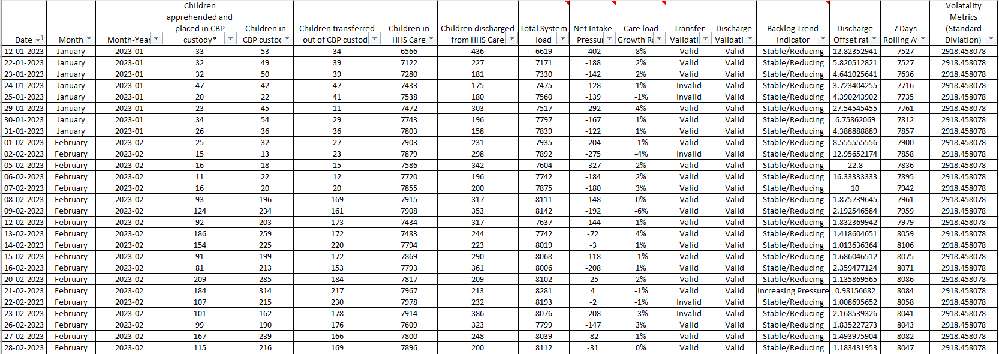 Date Month Month-Year Children apprehended and placed in CBP custody* Children in CBP custod Children transferred out of CBP custod Children in HHS Care Children discharged from HHS Care Total System load Net Intake Pressur Care load Growth Ra Transfer Validati Discharge Validati Backlog Trend Indicator Discharge Offset rat 7 Days Rolling A Volatality Metrics (Standard Diviation)
12-01-2023 January 2023-01 33 53 34 6566 436 6619 -402 8% Valid Valid Stable/Reducing 12.82352941 7527 2918.458078
22-01-2023 January 2023-01 32 49 39 7122 227 7171 -188 2% Valid Valid Stable/Reducing 5.820512821 7527 2918.458078
23-01-2023 January 2023-01 32 50 39 7280 181 7330 -142 2% Valid Valid Stable/Reducing 4.641025641 7636 2918.458078
24-01-2023 January 2023-01 47 42 47 7433 175 7475 -128 1% Invalid Valid Stable/Reducing 3.723404255 7716 2918.458078
25-01-2023 January 2023-01 20 22 41 7538 180 7560 -139 -1% Invalid Valid Stable/Reducing 4.390243902 7735 2918.458078
29-01-2023 January 2023-01 23 45 11 7472 303 7517 -292 4% Valid Valid Stable/Reducing 27.54545455 7761 2918.458078
30-01-2023 January 2023-01 34 54 29 7743 196 7797 -167 1% Valid Valid Stable/Reducing 6.75862069 7812 2918.458078
31-01-2023 January 2023-01 26 36 36 7803 158 7839 -122 1% Valid Valid Stable/Reducing 4.388888889 7857 2918.458078
01-02-2023 February 2023-02 25 32 27 7903 231 7935 -204 -1% Valid Valid Stable/Reducing 8.555555556 7900 2918.458078
02-02-2023 February 2023-02 15 13 23 7879 298 7892 -275 -4% Invalid Valid Stable/Reducing 12.95652174 7858 2918.458078
05-02-2023 February 2023-02 16 18 15 7586 342 7604 -327 2% Valid Valid Stable/Reducing 22.8 7836 2918.458078
06-02-2023 February 2023-02 11 22 12 7720 196 7742 -184 2% Valid Valid Stable/Reducing 16.33333333 7895 2918.458078
07-02-2023 February 2023-02 16 20 20 7855 200 7875 -180 3% Valid Valid Stable/Reducing 10 7942 2918.458078
08-02-2023 February 2023-02 93 196 169 7915 317 8111 -148 0% Valid Valid Stable/Reducing 1.875739645 7961 2918.458078
09-02-2023 February 2023-02 124 234 161 7908 353 8142 -192 -6% Valid Valid Stable/Reducing 2.192546584 7959 2918.458078
12-02-2023 February 2023-02 92 203 173 7434 317 7637 -144 1% Valid Valid Stable/Reducing 1.832369942 7979 2918.458078
13-02-2023 February 2023-02 186 259 172 7483 244 7742 -72 4% Valid Valid Stable/Reducing 1.418604651 8059 2918.458078
14-02-2023 February 2023-02 154 225 220 7794 223 8019 -3 1% Valid Valid Stable/Reducing 1.013636364 8106 2918.458078
15-02-2023 February 2023-02 91 199 172 7869 290 8068 -118 -1% Valid Valid Stable/Reducing 1.686046512 8075 2918.458078
16-02-2023 February 2023-02 81 213 153 7793 361 8006 -208 1% Valid Valid Stable/Reducing 2.359477124 8071 2918.458078
20-02-2023 February 2023-02 209 285 184 7817 209 8102 -25 2% Valid Valid Stable/Reducing 1.135869565 8086 2918.458078
21-02-2023 February 2023-02 184 314 217 7967 213 8281 4 -1% Valid Valid Increasing Pressure 0.98156682 8084 2918.458078
22-02-2023 February 2023-02 107 215 230 7978 232 8193 -2 -1% Invalid Valid Stable/Reducing 1.008695652 8058 2918.458078
23-02-2023 February 2023-02 101 162 178 7914 386 8076 -208 -3% Invalid Valid Stable/Reducing 2.168539326 8041 2918.458078
26-02-2023 February 2023-02 99 190 176 7609 323 7799 -147 3% Valid Valid Stable/Reducing 1.835227273 8043 2918.458078
27-02-2023 February 2023-02 167 239 166 7800 248 8039 -82 1% Valid Valid Stable/Reducing 1.493975904 8082 2918.458078
28-02-2023 February 2023-02 115 216 169 7896 200 8112 -31 0% Valid Valid Stable/Reducing 1.183431953 8047 2918.458078